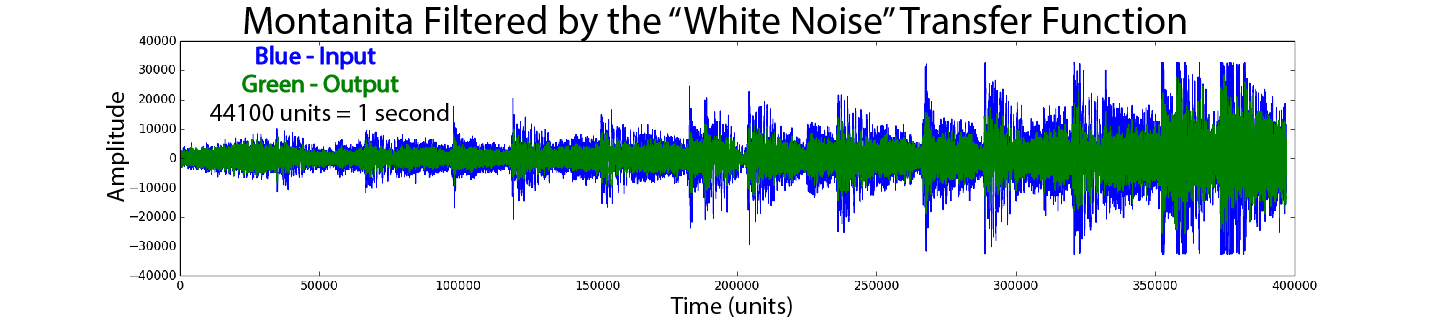 Montanita Filtered by the “White Noise” Transfer Function
Blue - Input
Green - Output
44100 units = 1 second
Amplitude
40000
30000
20000
10000
0
−10000
−20000
−30000
−40000
0 50000 100000 150000 200000 250000 300000 350000 400000
Time (units)